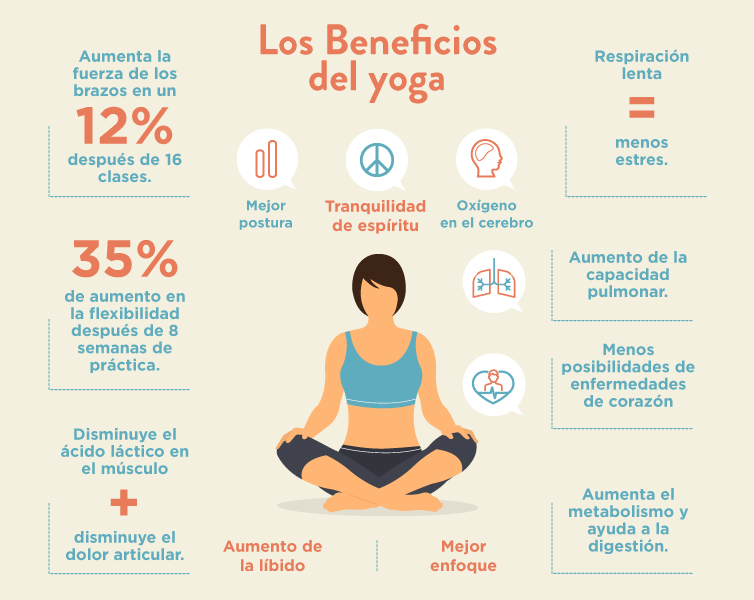 Los Beneficios
del yoga
Aumenta la
fuerza de los
brazos en un
12%
después de 16
clases.
35%
de aumento en
la flexibilidad
después de 8
semanas de
práctica.
Disminuye el
ácido láctico en
el músculo
+
disminuye el
dolor articular.
Mejor
postura
Tranquilidad
de espíritu
Oxígeno
en el cerebro
Respiración
lenta
=
menos
estres.
Aumento de la
capacidad
pulmonar.
Menos
posibilidades de
enfermedades
de corazón
Aumenta el
metabolismo y
ayuda a la
digestión.
Aumento de
la líbido
Mejor
enfoque